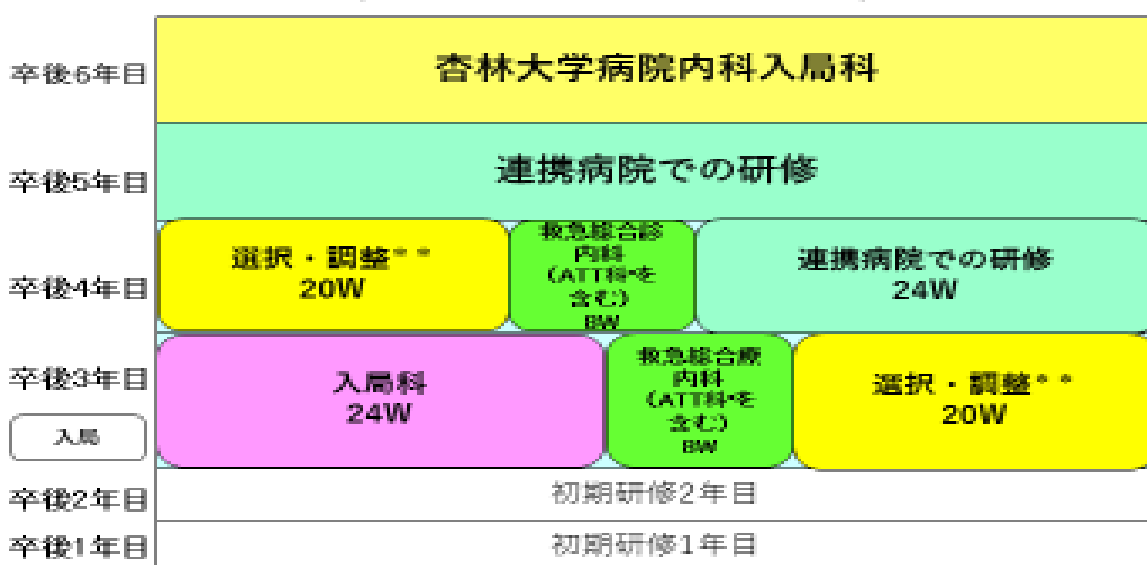 卒後6年目
杏林大学病院内科入局科
卒後5年目
連携病院での研修
卒後4年目
選択・調整**
20W
救急総合診
内科
(ATT科*を
含む)
8W
連携病院での研修
24W
卒後3年目
入局
入局科
24W
救急総合療
内科
(ATT科*を
含む)
8W
選択・調整**
20W
卒後2年目
初期研修2年目
卒後1年目
初期研修1年目